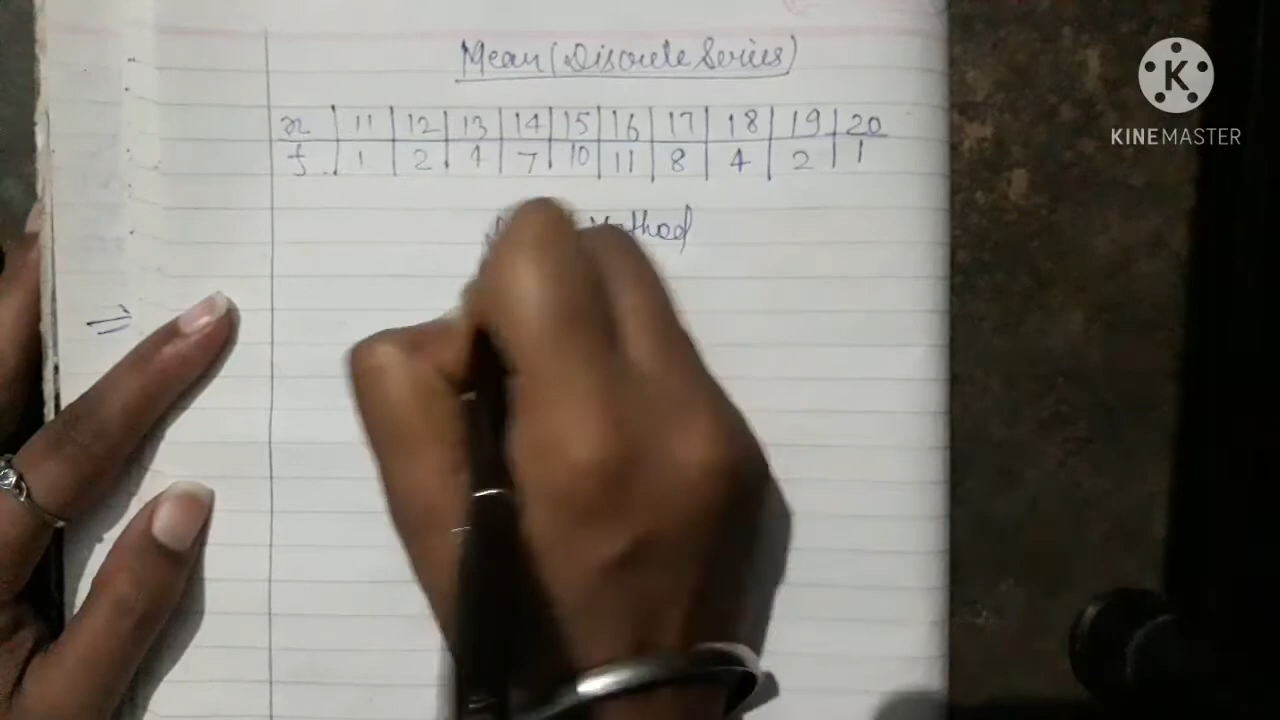 Mean (Discrete Series)
x 11 12 13 14 15 16 17 18 19 20
f 1 2 4 7 10 11 8 4 2 1
Method
K
KINEMASTER